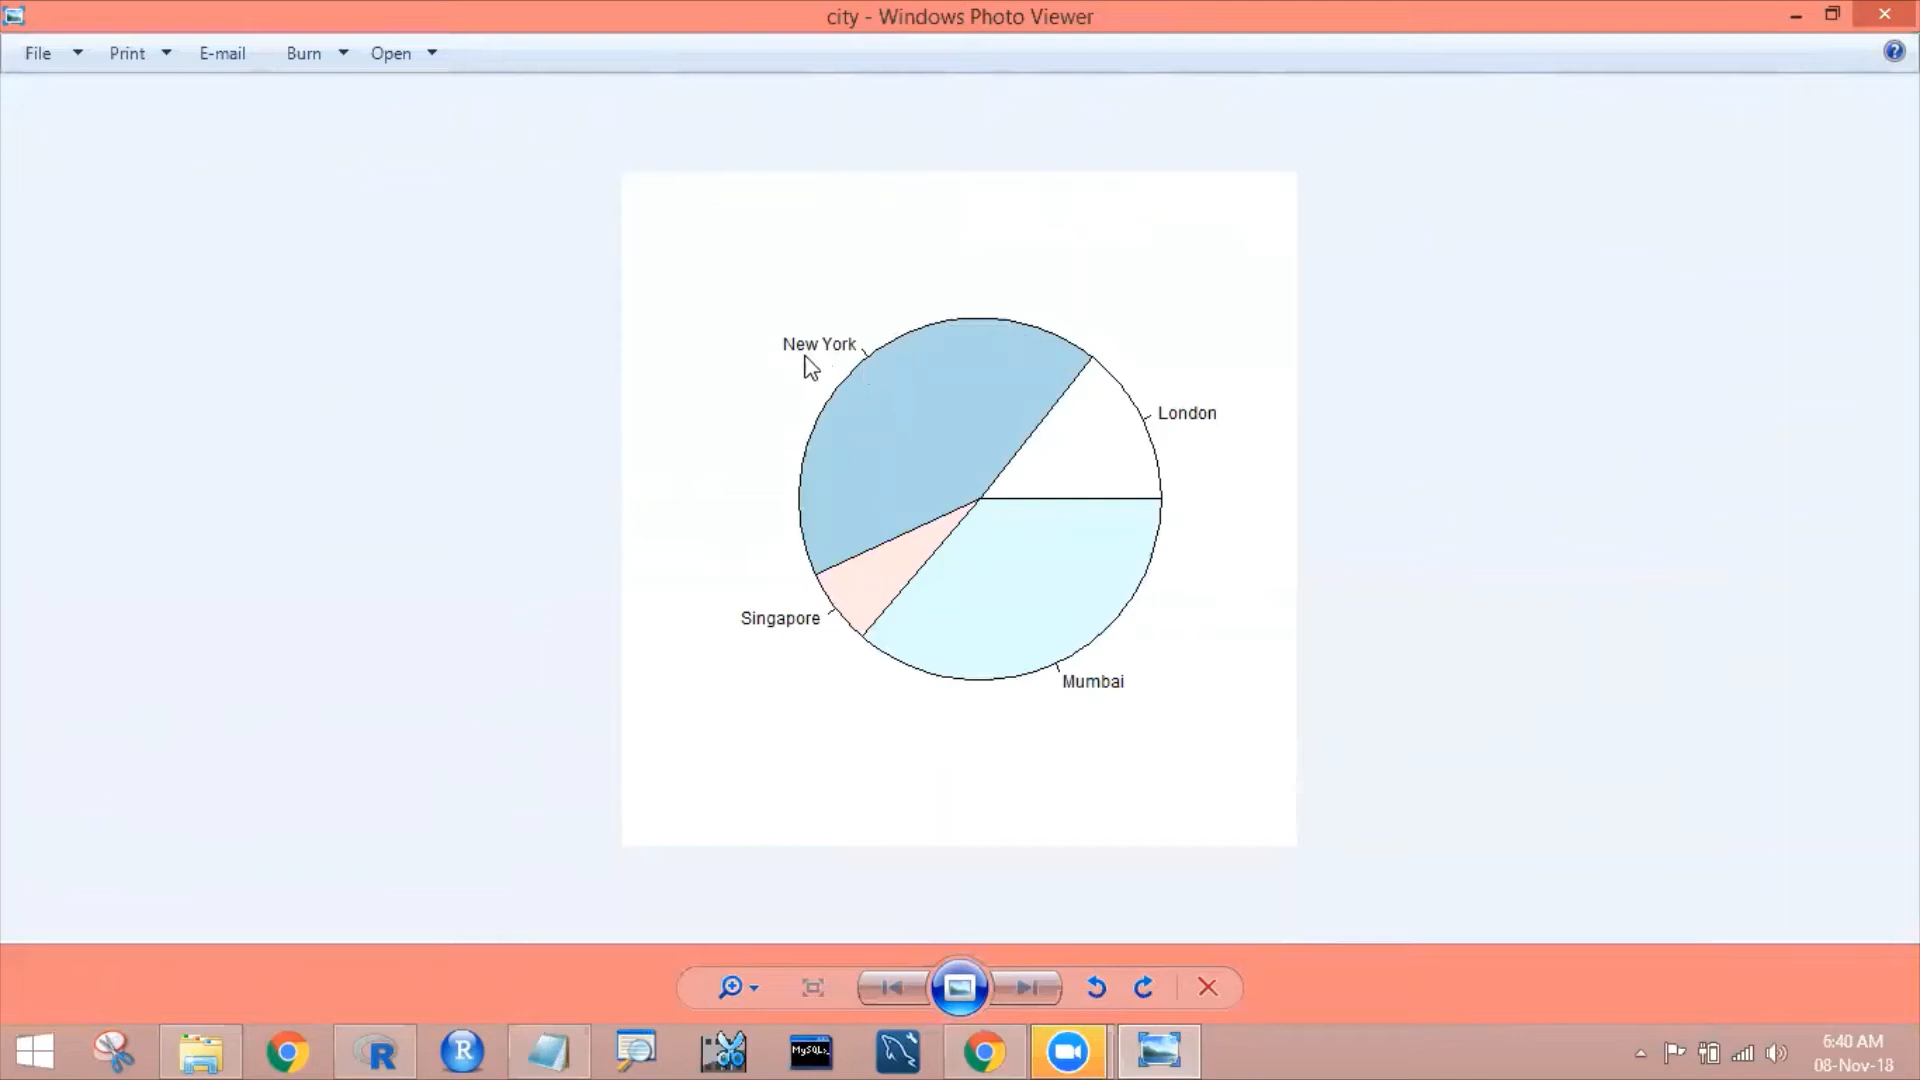 city - Windows Photo Viewer
File Print E-mail Burn Open
New York
London
Singapore
Mumbai
R
R
MySQL>
6:40 AM
08-Nov-18